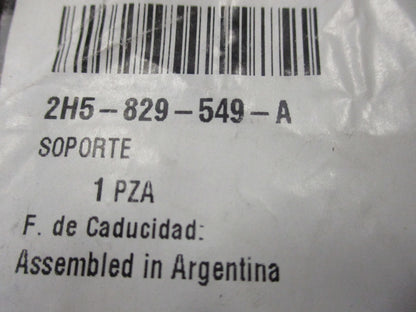 2H5-829-549-A
SOPORTE
1 PZA
F. de Caducidad:
Assembled in Argentina